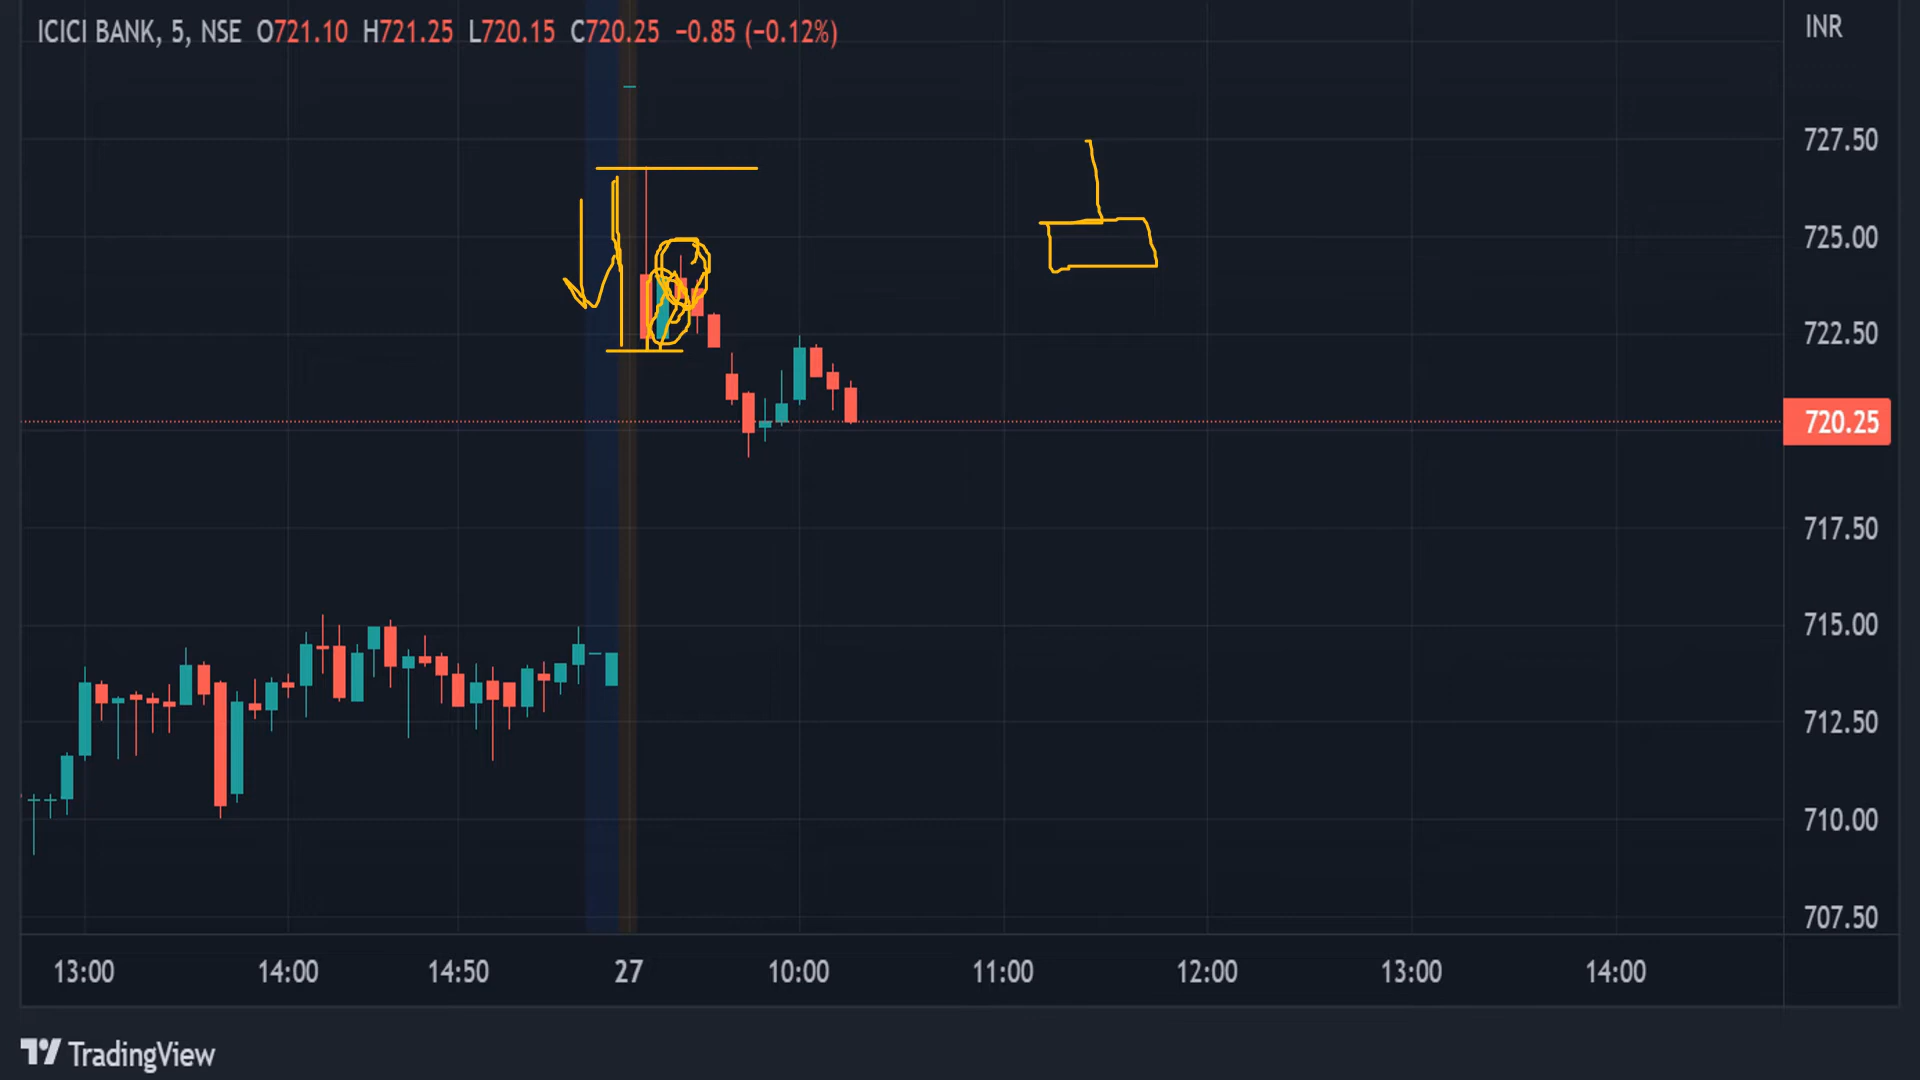 ICICI BANK, 5, NSE O721.10 H721.25 L720.15 C720.25 −0.85 (−0.12%)
INR
727.50
725.00
722.50
720.25
717.50
715.00
712.50
710.00
707.50
13:00 14:00 14:50 27 10:00 11:00 12:00 13:00 14:00
TradingView